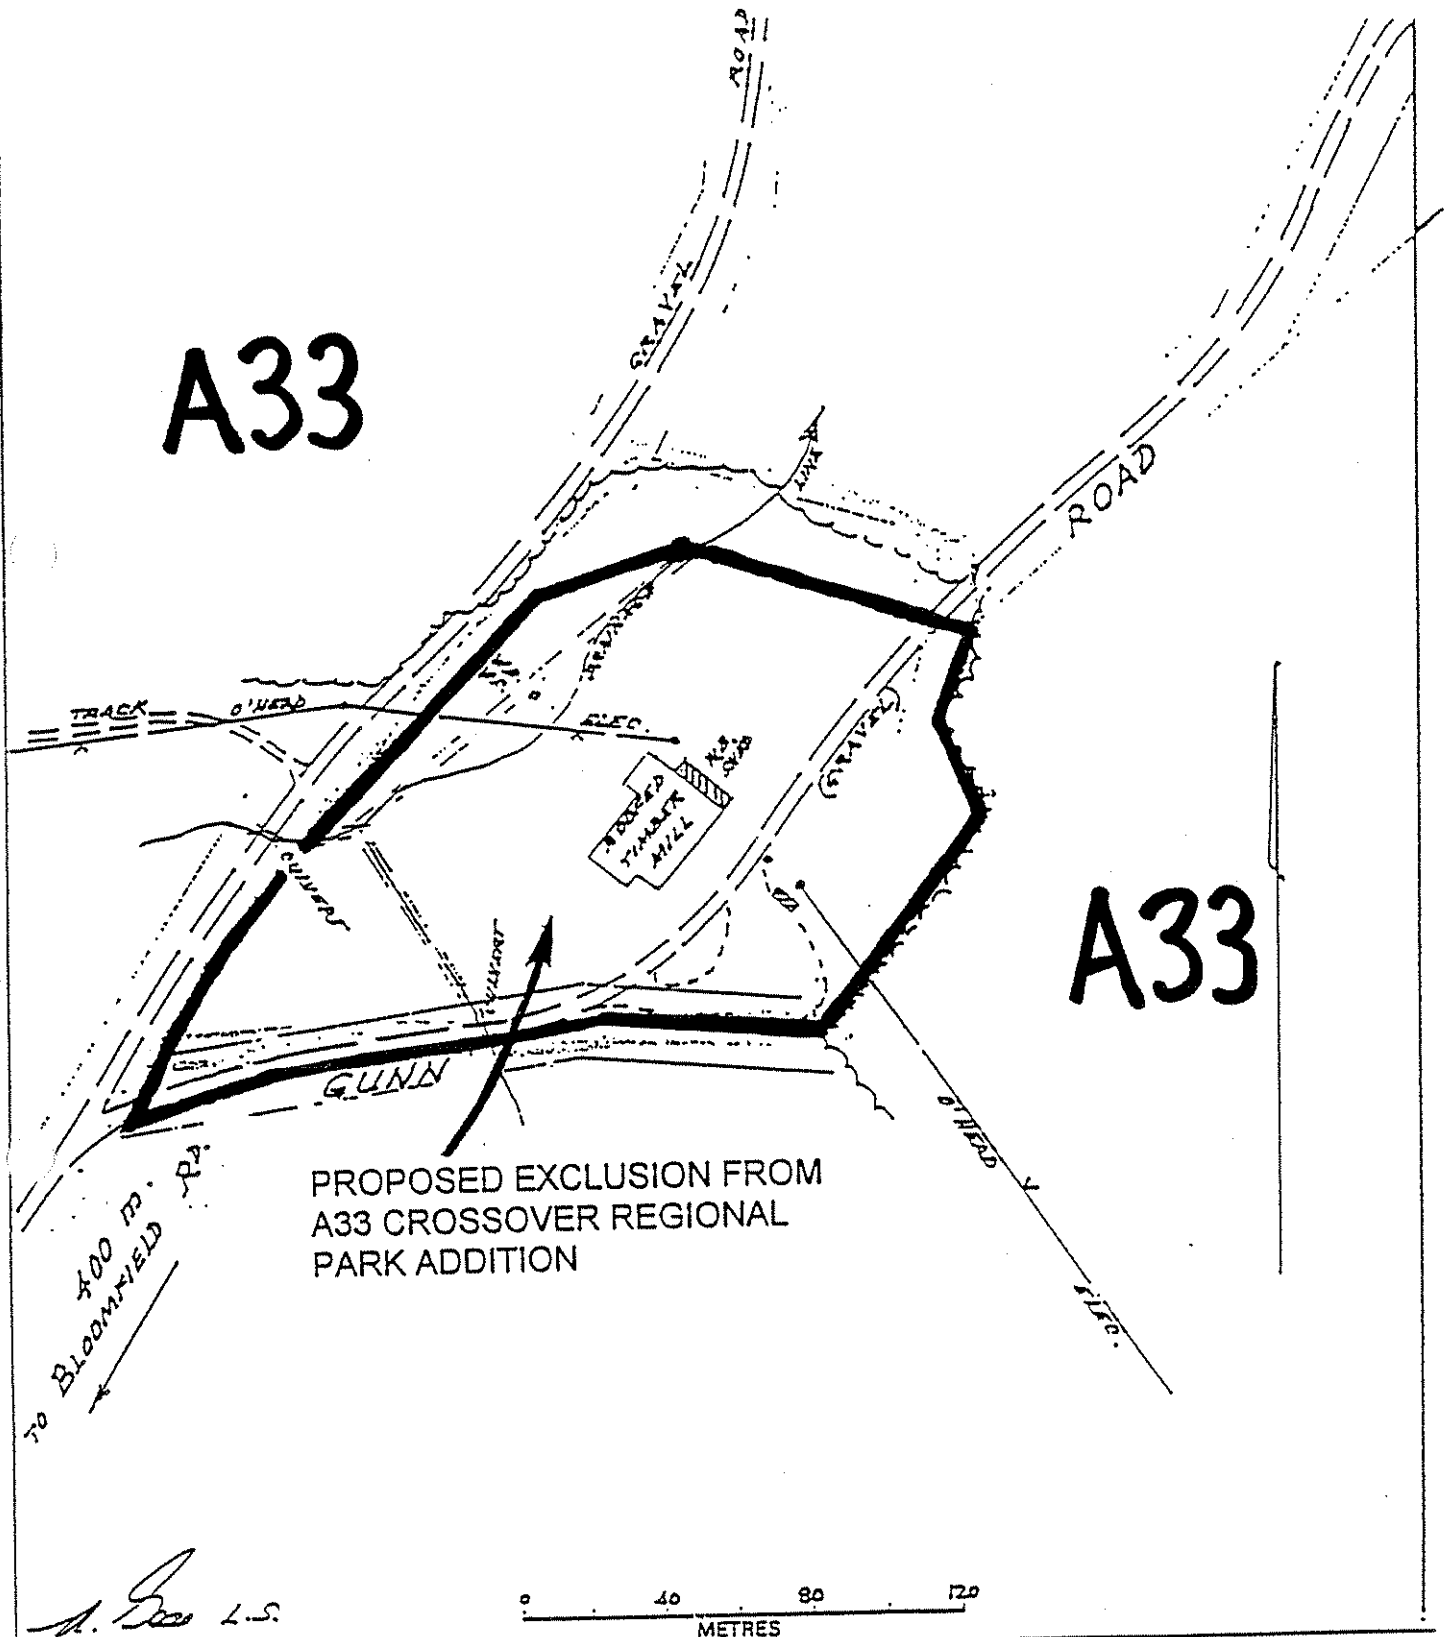 ROAD
GRAVEL
A33
LINE
ROAD
TRACK
O'HEAD
ELEC.
GRAVEL
TIMBER
MILL
A33
GUNN
O'HEAD
ELEC.
PROPOSED EXCLUSION FROM
A33 CROSSOVER REGIONAL
PARK ADDITION
400 m.
TO BLOOMFIELD RD.
L.S.
0 40 80 120
METRES